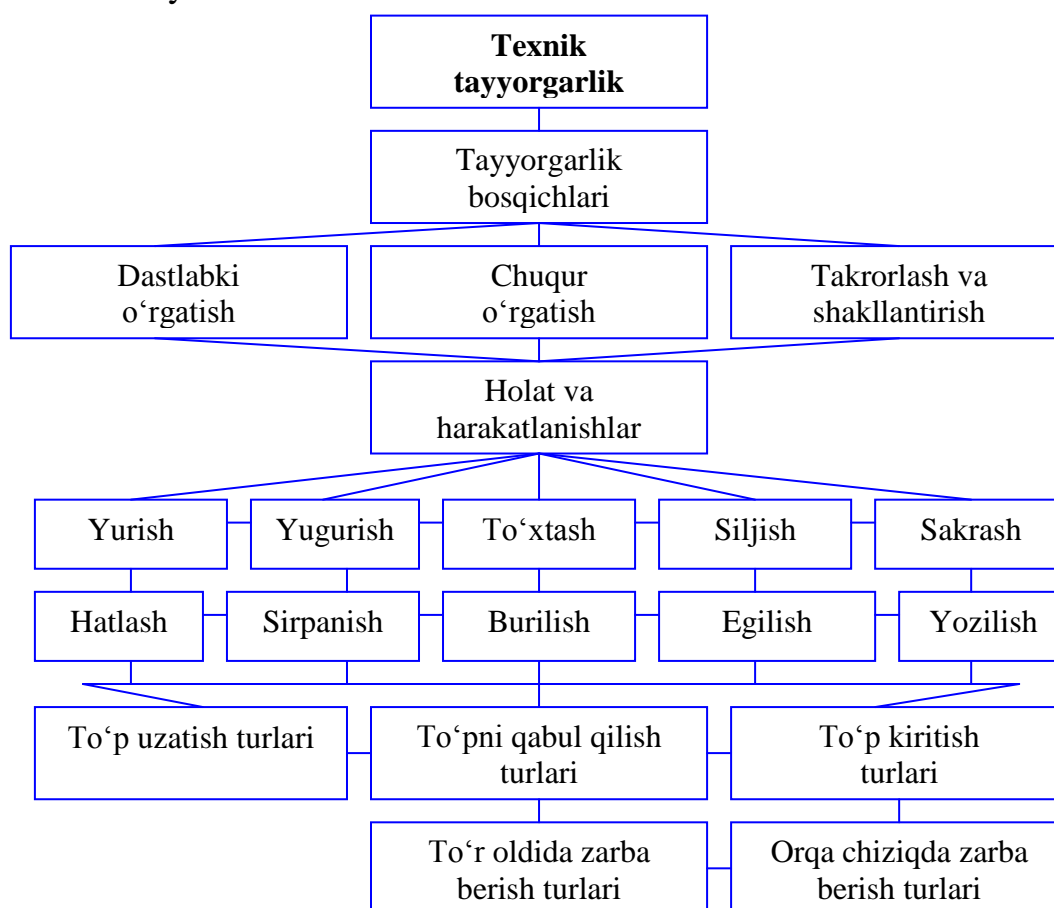 Texnik
tayyorgarlik
Tayyorgarlik
bosqichlari
Dastlabki
o‘rgatish
Chuqur
o‘rgatish
Takrorlash va
shakllantirish
Holat va
harakatlanishlar
Yurish
Yugurish
To‘xtash
Siljish
Sakrash
Hatlash
Sirpanish
Burilish
Egilish
Yozilish
To‘p uzatish turlari
To‘pni qabul qilish
turlari
To‘p kiritish
turlari
To‘r oldida zarba
berish turlari
Orqa chiziqda zarba
berish turlari